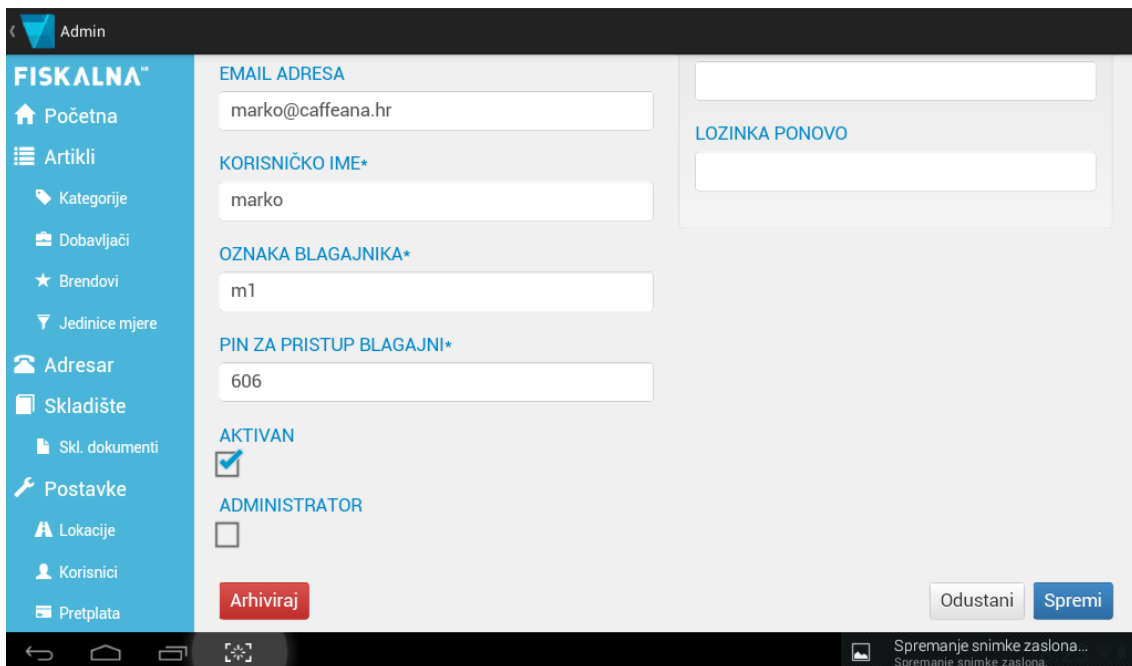 Admin
FISKALNA
Početna
Artikli
Kategorije
Dobavljači
Brendovi
Jedinice mjere
Adresar
Skladište
Skl. dokumenti
Postavke
Lokacije
Korisnici
Pretplata
EMAIL ADRESA
marko@caffeana.hr
KORISNIČKO IME*
marko
OZNAKA BLAGAJNIKA*
m1
PIN ZA PRISTUP BLAGAJNI*
606
AKTIVAN
ADMINISTRATOR
LOZINKA PONOVO
Arhiviraj
Odustani
Spremi
Spremanje snimke zaslona...
Spremanje snimke zaslona.